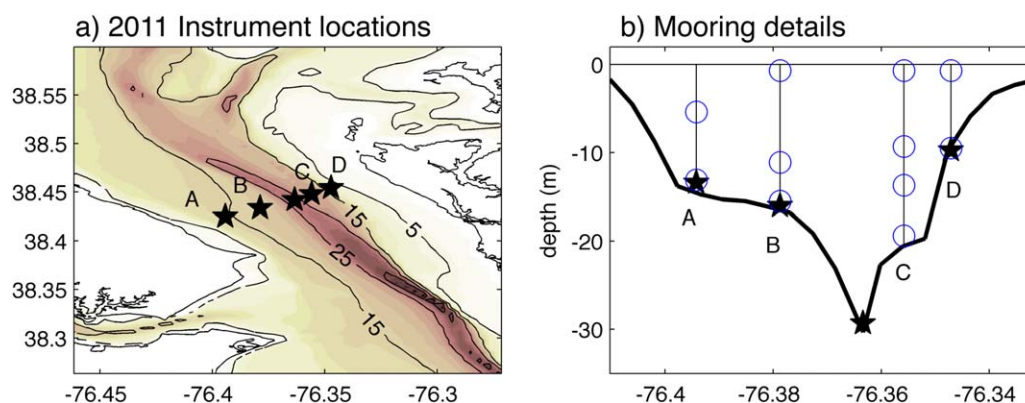 a) 2011 Instrument locations
38.55
38.5
38.45
38.4
38.35
38.3
-76.45
-76.4
-76.35
-76.3
A
B
C
D
15
5
25
15
b) Mooring details
depth (m)
0
-10
-20
-30
-76.4
-76.38
-76.36
-76.34
A
B
C
D